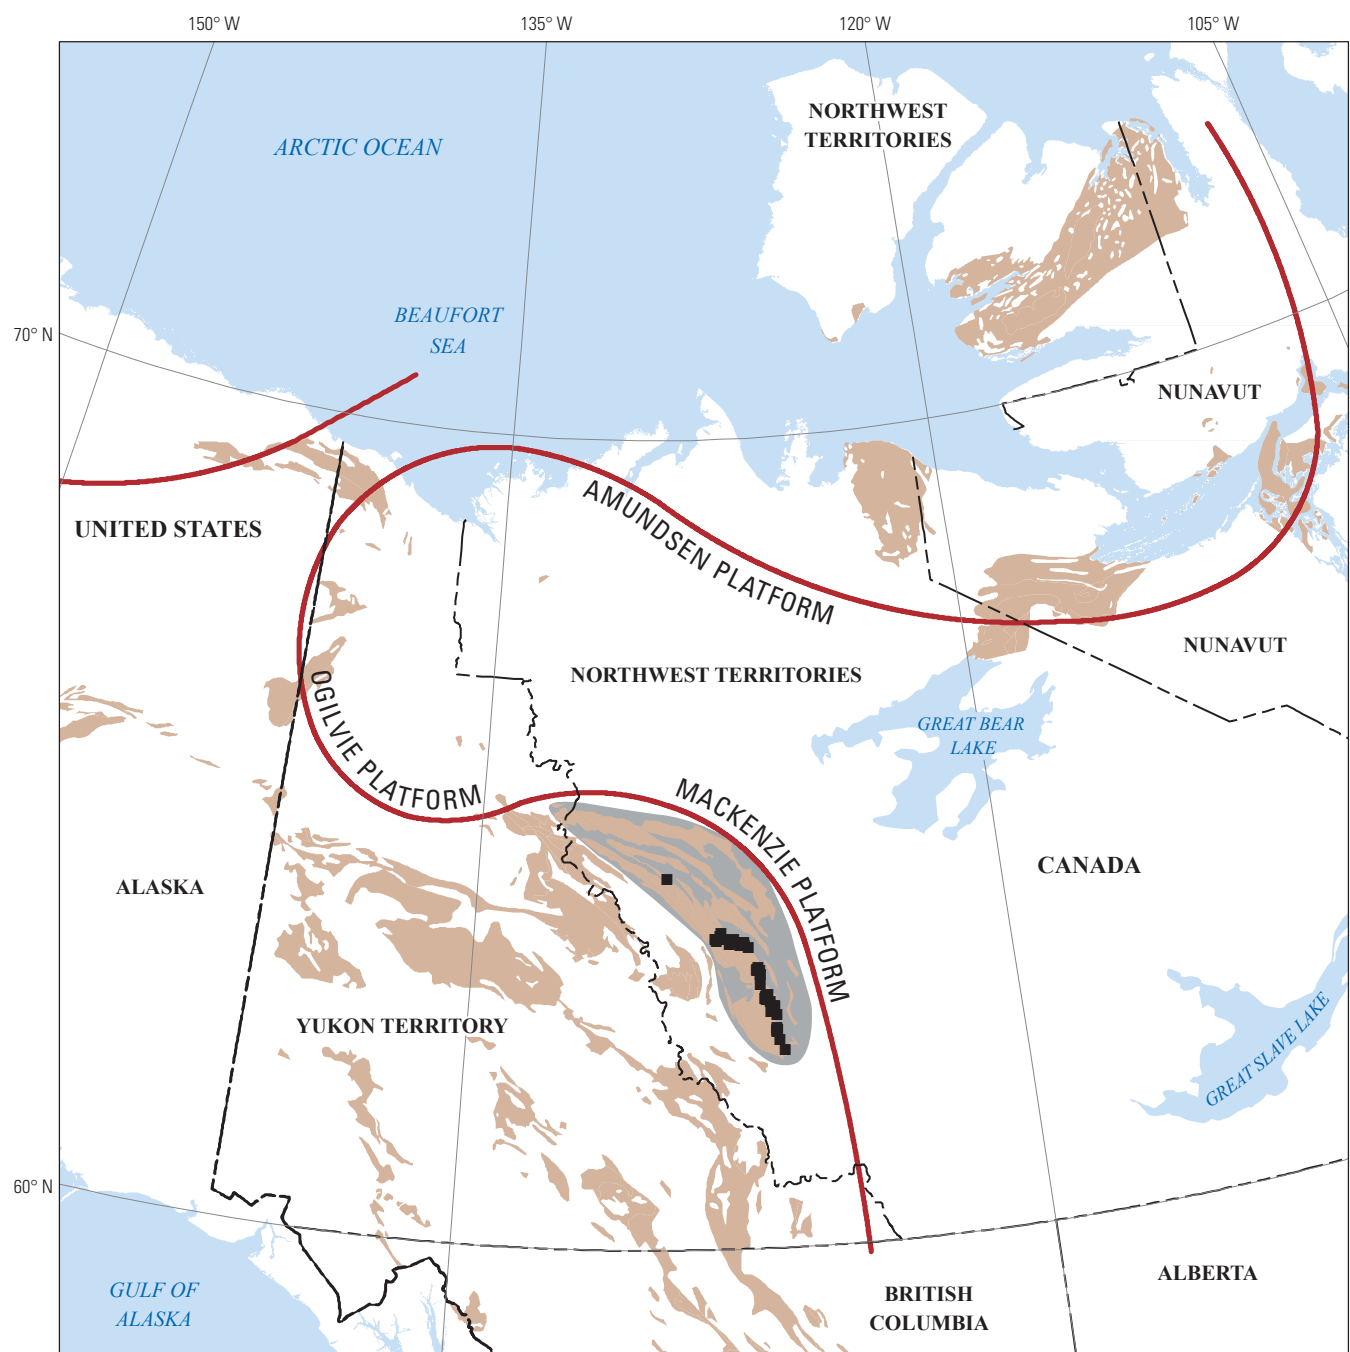 150° W
135° W
120° W
105° W
NORTHWEST
TERRITORIES
ARCTIC OCEAN
BEAUFORT
SEA
70° N
NUNAVUT
UNITED STATES
AMUNDSEN PLATFORM
NUNAVUT
NORTHWEST TERRITORIES
OGILVIE PLATFORM
GREAT BEAR
LAKE
MACKENZIE PLATFORM
CANADA
ALASKA
YUKON TERRITORY
GREAT SLAVE LAKE
60° N
GULF OF
ALASKA
BRITISH
COLUMBIA
ALBERTA